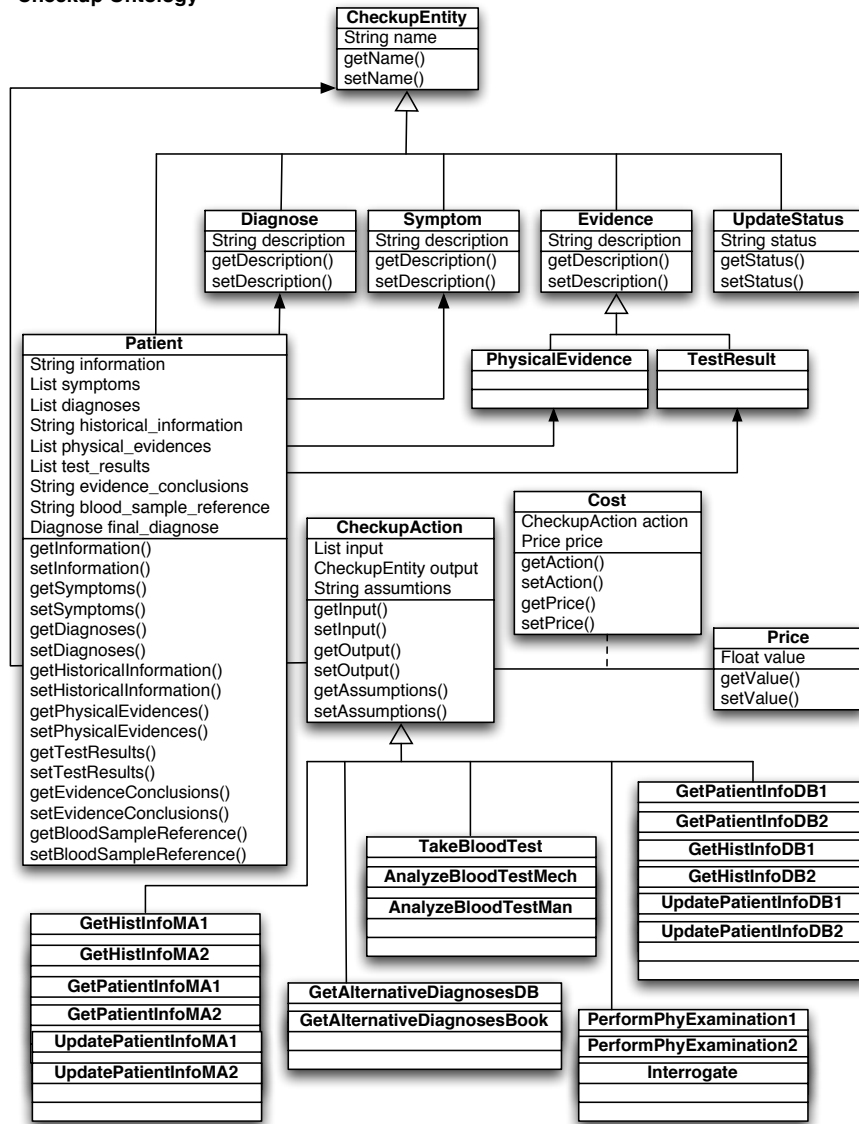 Checkup Ontology
CheckupEntity
String name
getName()
setName()
Diagnose
String description
getDescription()
setDescription()
Symptom
String description
getDescription()
setDescription()
Evidence
String description
getDescription()
setDescription()
UpdateStatus
String status
getStatus()
setStatus()
Patient
String information
List symptoms
List diagnoses
String historical_information
List physical_evidences
List test_results
String evidence_conclusions
String blood_sample_reference
Diagnose final_diagnose
getInformation()
setInformation()
getSymptoms()
setSymptoms()
getDiagnoses()
setDiagnoses()
getHistoricalInformation()
setHistoricalInformation()
getPhysicalEvidences()
setPhysicalEvidences()
getTestResults()
setTestResults()
getEvidenceConclusions()
setEvidenceConclusions()
getBloodSampleReference()
setBloodSampleReference()
PhysicalEvidence
TestResult
CheckupAction
List input
CheckupEntity output
String assumtions
getInput()
setInput()
getOutput()
setOutput()
getAssumptions()
setAssumptions()
Cost
CheckupAction action
Price price
getAction()
setAction()
getPrice()
setPrice()
Price
Float value
getValue()
setValue()
GetHistInfoMA1
GetHistInfoMA2
GetPatientInfoMA1
GetPatientInfoMA2
UpdatePatientInfoMA1
UpdatePatientInfoMA2
GetAlternativeDiagnosesDB
GetAlternativeDiagnosesBook
TakeBloodTest
AnalyzeBloodTestMech
AnalyzeBloodTestMan
PerformPhyExamination1
PerformPhyExamination2
Interrogate
GetPatientInfoDB1
GetPatientInfoDB2
GetHistInfoDB1
GetHistInfoDB2
UpdatePatientInfoDB1
UpdatePatientInfoDB2